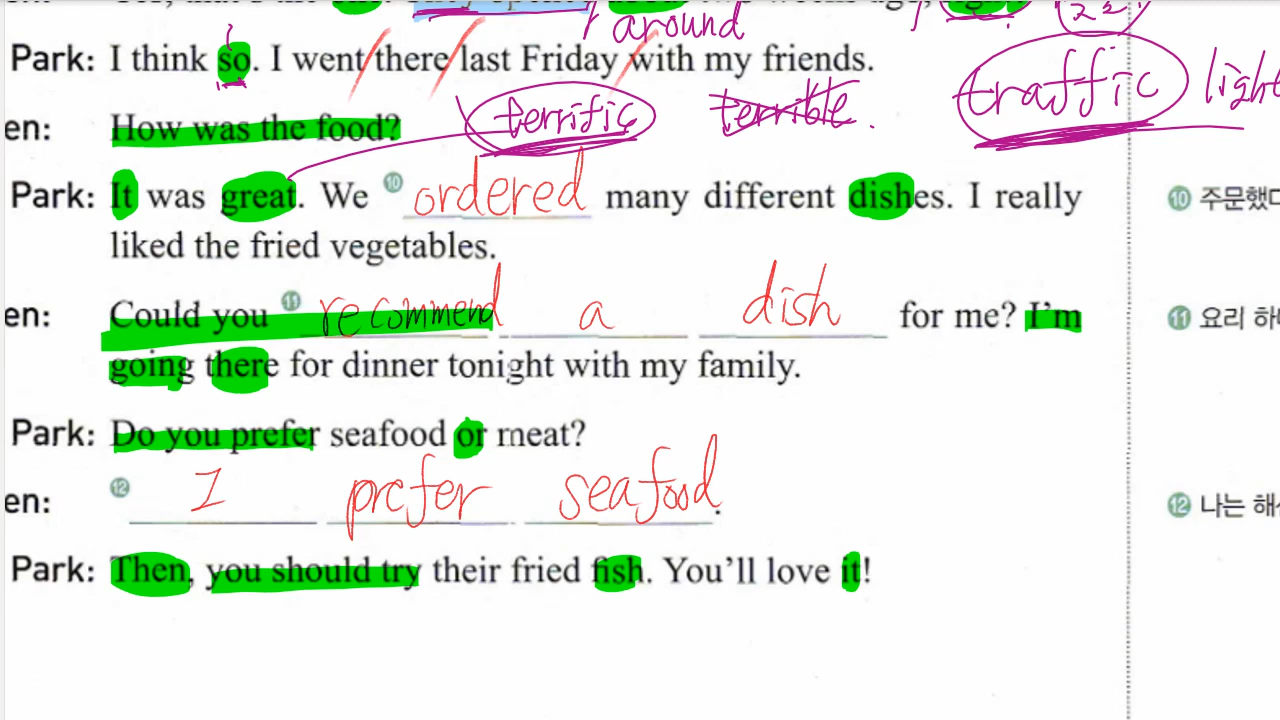 around
Park: I think so. I went there last Friday with my friends.
traffic light
terrific terrible.
en: How was the food?
Park: It was great. We ⑩ ordered many different dishes. I really
⑩ 주문했다
liked the fried vegetables.
en: Could you ⑪ recommend a dish for me? I'm
⑪ 요리 하
going there for dinner tonight with my family.
Park: Do you prefer seafood or meat?
en: ⑫ I prefer seafood.
⑫ 나는 해
Park: Then, you should try their fried fish. You'll love it!